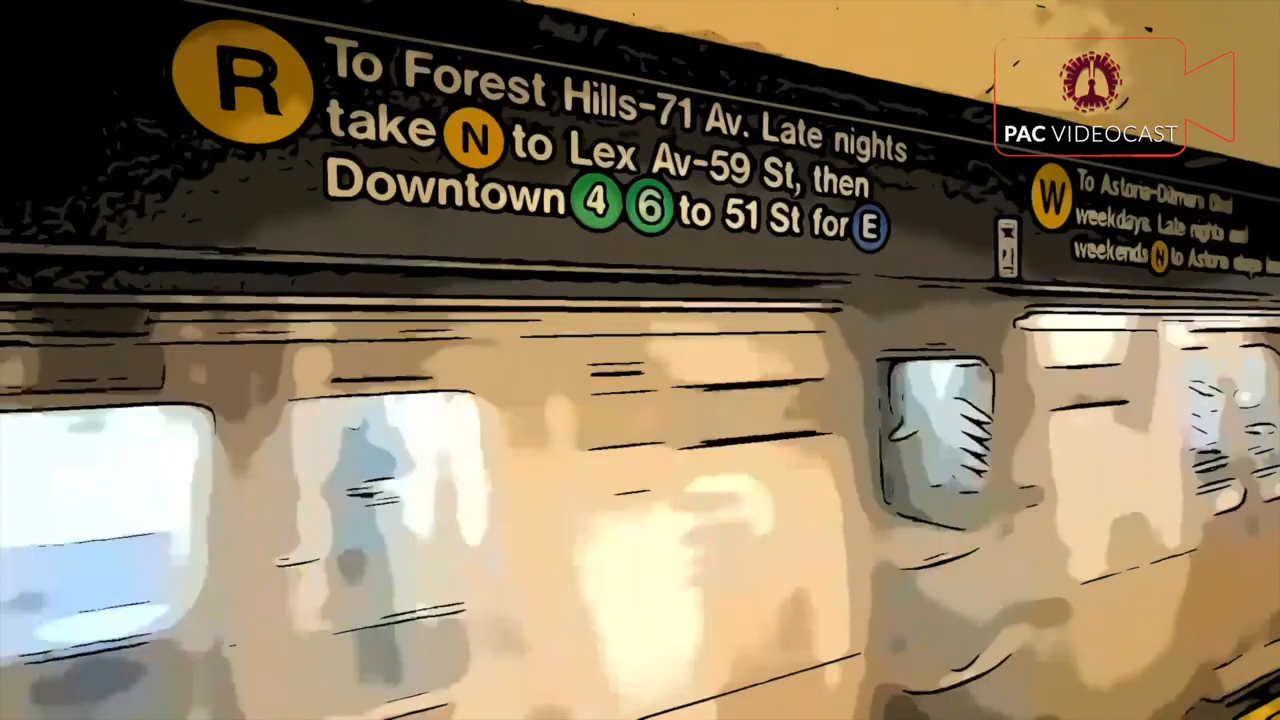 R
To Forest Hills-71 Av. Late nights
take N to Lex Av-59 St, then
Downtown 4 6 to 51 St for E
PAC VIDEOCAST
W
To Astoria-Ditmars Blvd
weekdays. Late nights and
weekends N to Astoria stops